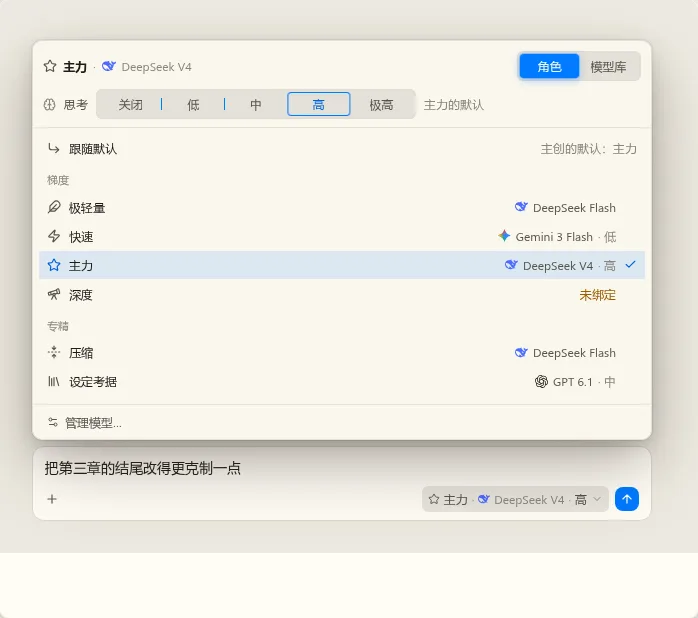 主力 · DeepSeek V4 角色 模型库
思考 关闭 低 中 高 极高 主力的默认
跟随默认 主创的默认：主力
梯度
极轻量 DeepSeek Flash
快速 Gemini 3 Flash · 低
主力 DeepSeek V4 · 高
深度 未绑定
专精
压缩 DeepSeek Flash
设定考据 GPT 6.1 · 中
管理模型...
把第三章的结尾改得更克制一点
主力 · DeepSeek V4 · 高